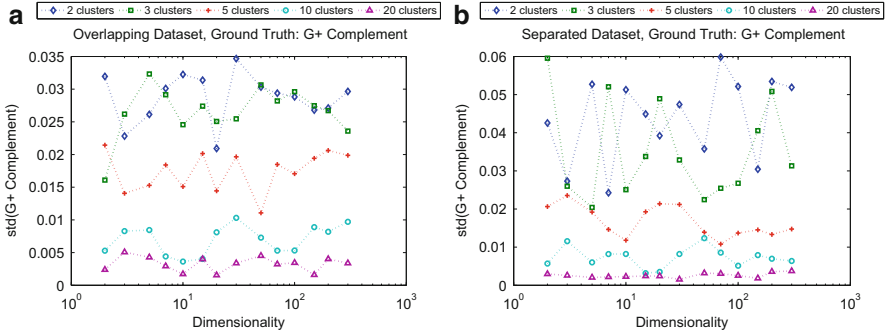 a
2 clusters 3 clusters 5 clusters 10 clusters 20 clusters
Overlapping Dataset, Ground Truth: G+ Complement
std(G+ Complement)
0.035
0.03
0.025
0.02
0.015
0.01
0.005
0
10^0 10^1 10^2 10^3
Dimensionality
b
2 clusters 3 clusters 5 clusters 10 clusters 20 clusters
Separated Dataset, Ground Truth: G+ Complement
std(G+ Complement)
0.06
0.05
0.04
0.03
0.02
0.01
0
10^0 10^1 10^2 10^3
Dimensionality